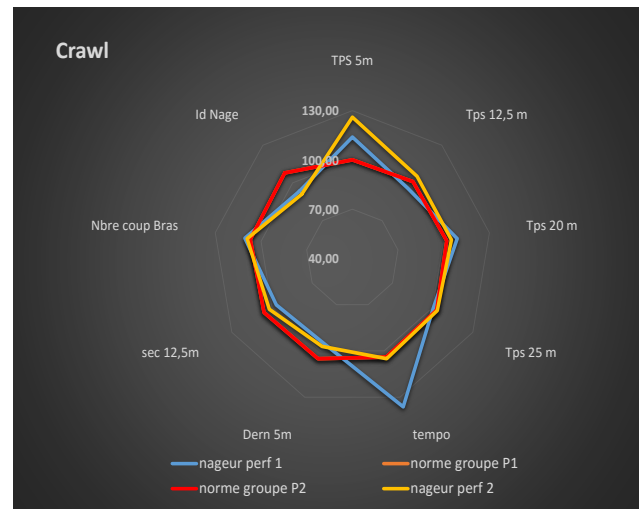 Crawl
TPS 5m
130,00
Id Nage
Tps 12,5 m
100,00
70,00
Nbre coup Bras
Tps 20 m
40,00
sec 12,5m
Tps 25 m
Dern 5m
tempo
nageur perf 1
norme groupe P1
norme groupe P2
nageur perf 2